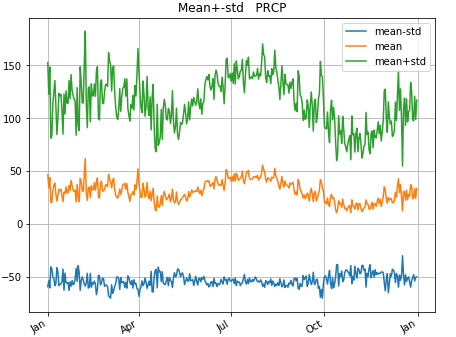 Mean+-std   PRCP
mean-std
mean
mean+std
150
100
50
0
−50
Jan
Apr
Jul
Oct
Jan